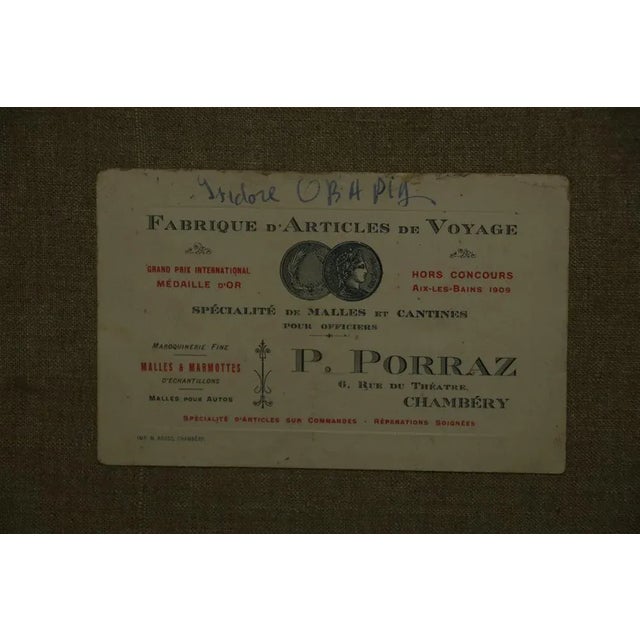 Isidore
FABRIQUE D'ARTICLES DE VOYAGE
GRAND PRIX INTERNATIONAL
MÉDAILLE D'OR
HORS CONCOURS
AIX-LES-BAINS 1909
SPÉCIALITÉ DE MALLES ET CANTINES
POUR OFFICIERS
MAROQUINERIE FINE
MALLES & MARMOTTES
D'ÉCHANTILLONS
MALLES POUR AUTOS
P. PORRAZ
6, RUE DU THÉATRE,
CHAMBÉRY
SPÉCIALITÉ D'ARTICLES SUR COMMANDES - RÉPARATIONS SOIGNÉES
IMP. CHAMBÉRY